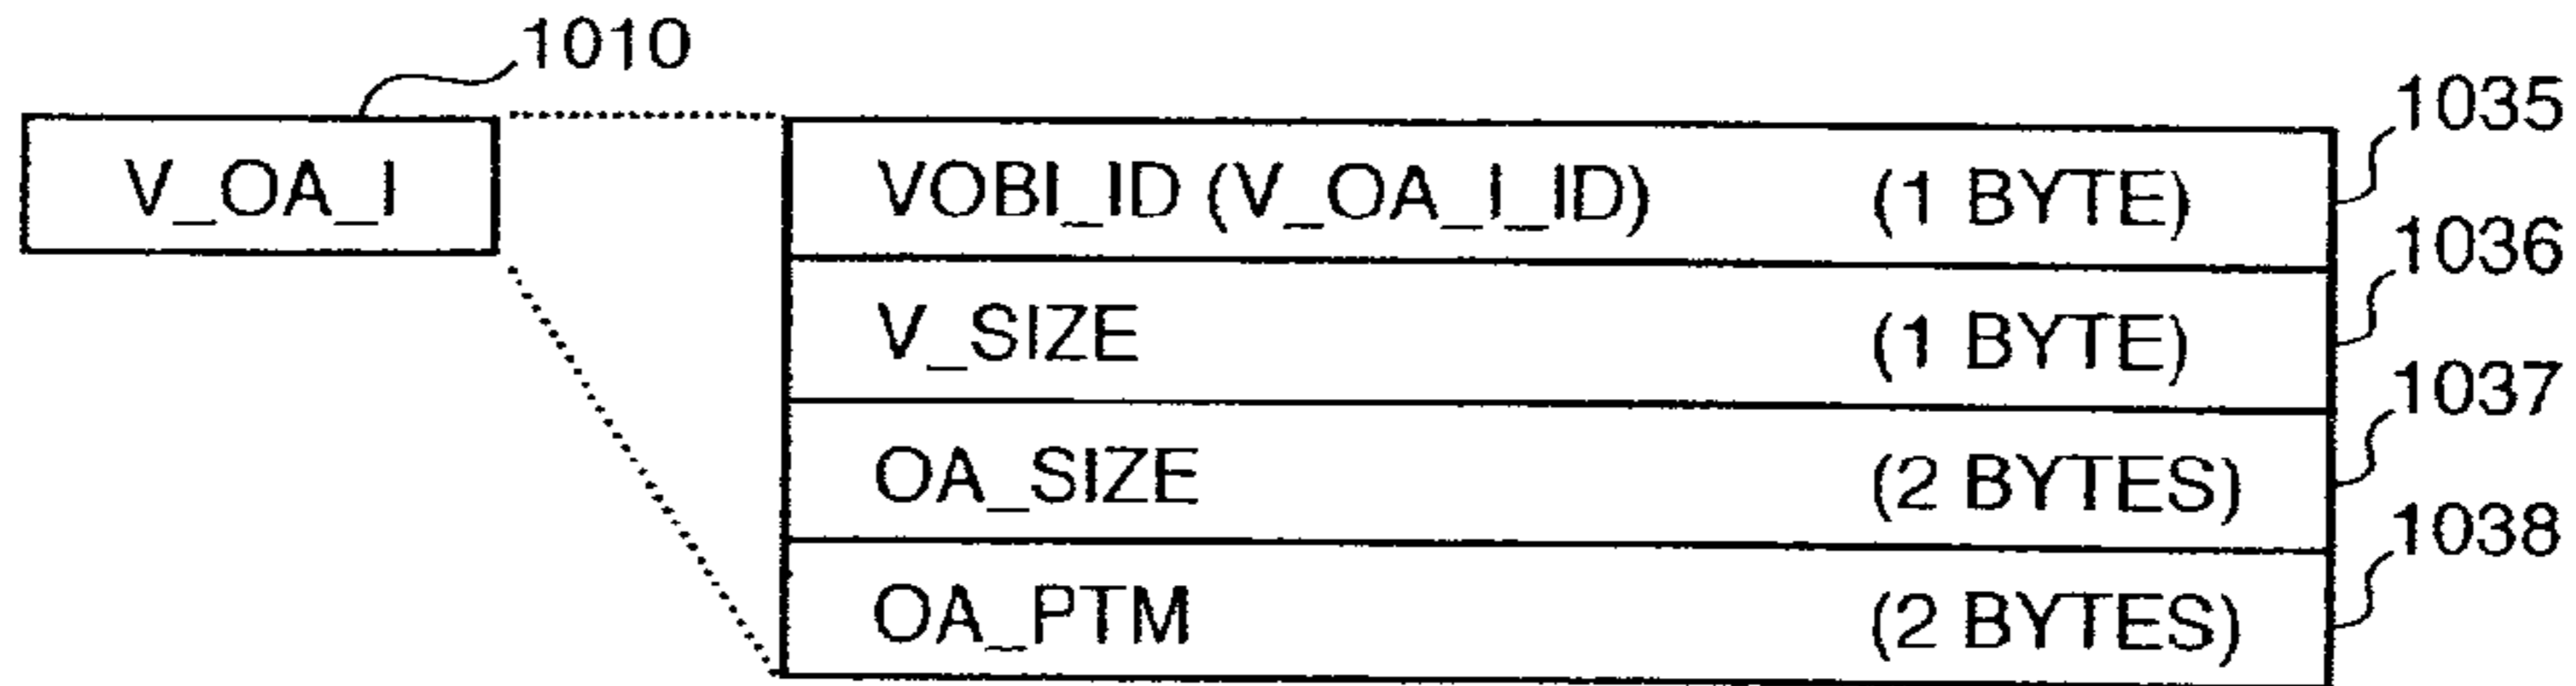 1010
V_OA_I
VOBI_ID (V_OA_I_ID) (1 BYTE) 1035
V_SIZE (1 BYTE) 1036
OA_SIZE (2 BYTES) 1037
OA_PTM (2 BYTES) 1038